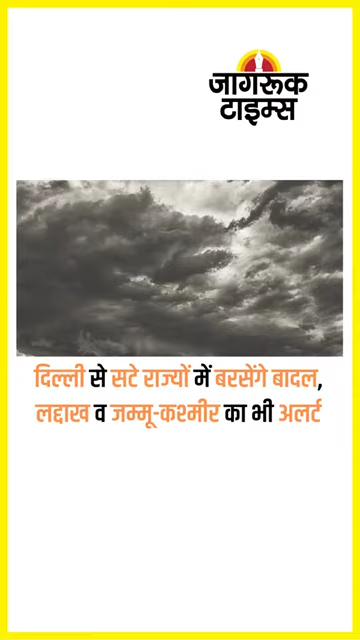 जागरूक
टाइम्स
दिल्ली से सटे राज्यों में बरसेंगे बादल,
लद्दाख व जम्मू-कश्मीर का भी अलर्ट